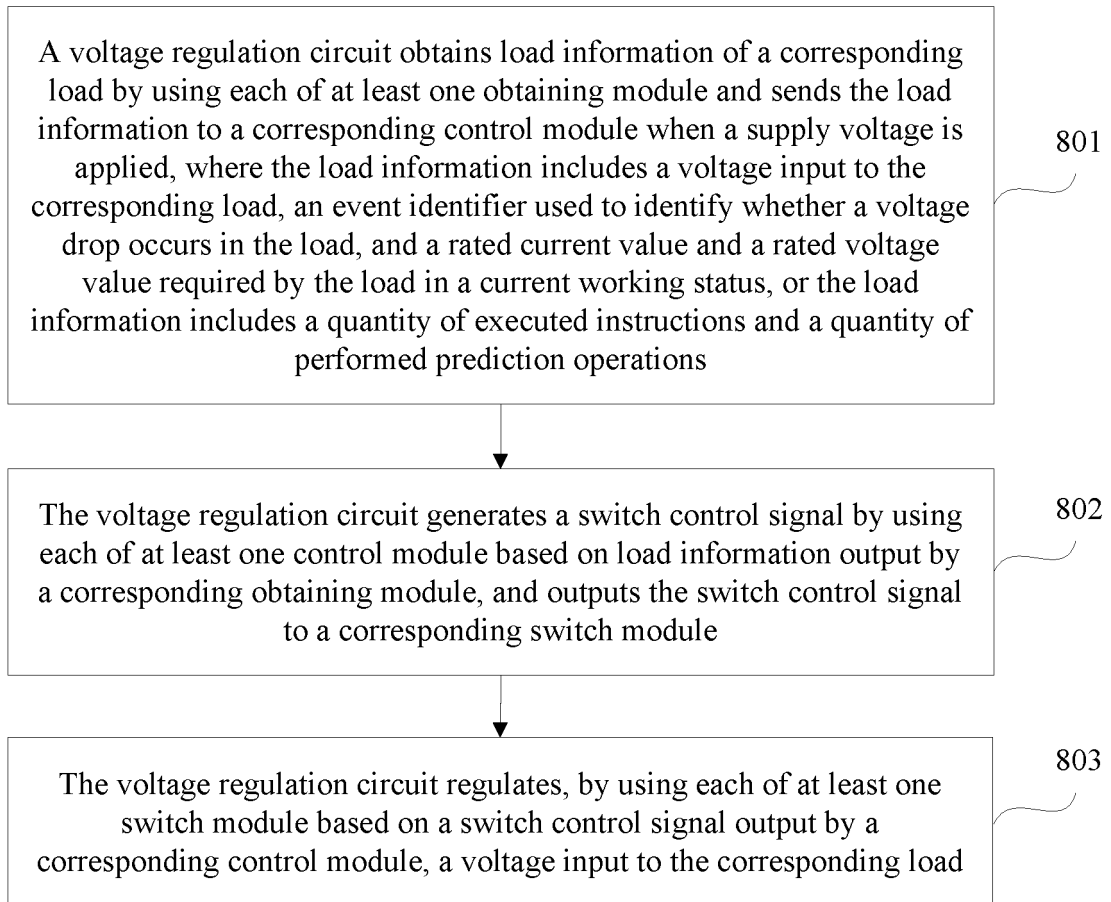 A voltage regulation circuit obtains load information of a corresponding
load by using each of at least one obtaining module and sends the load
information to a corresponding control module when a supply voltage is
applied, where the load information includes a voltage input to the
corresponding load, an event identifier used to identify whether a voltage
drop occurs in the load, and a rated current value and a rated voltage
value required by the load in a current working status, or the load
information includes a quantity of executed instructions and a quantity of
performed prediction operations
801
The voltage regulation circuit generates a switch control signal by using
each of at least one control module based on load information output by
a corresponding obtaining module, and outputs the switch control signal
to a corresponding switch module
802
The voltage regulation circuit regulates, by using each of at least one
switch module based on a switch control signal output by a
corresponding control module, a voltage input to the corresponding load
803